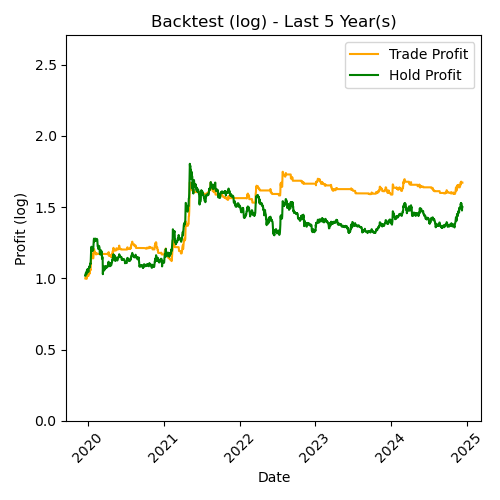 Backtest (log) - Last 5 Year(s)
Trade Profit
Hold Profit
Profit (log)
2.5
2.0
1.5
1.0
0.5
0.0
2020
2021
2022
2023
2024
2025
Date